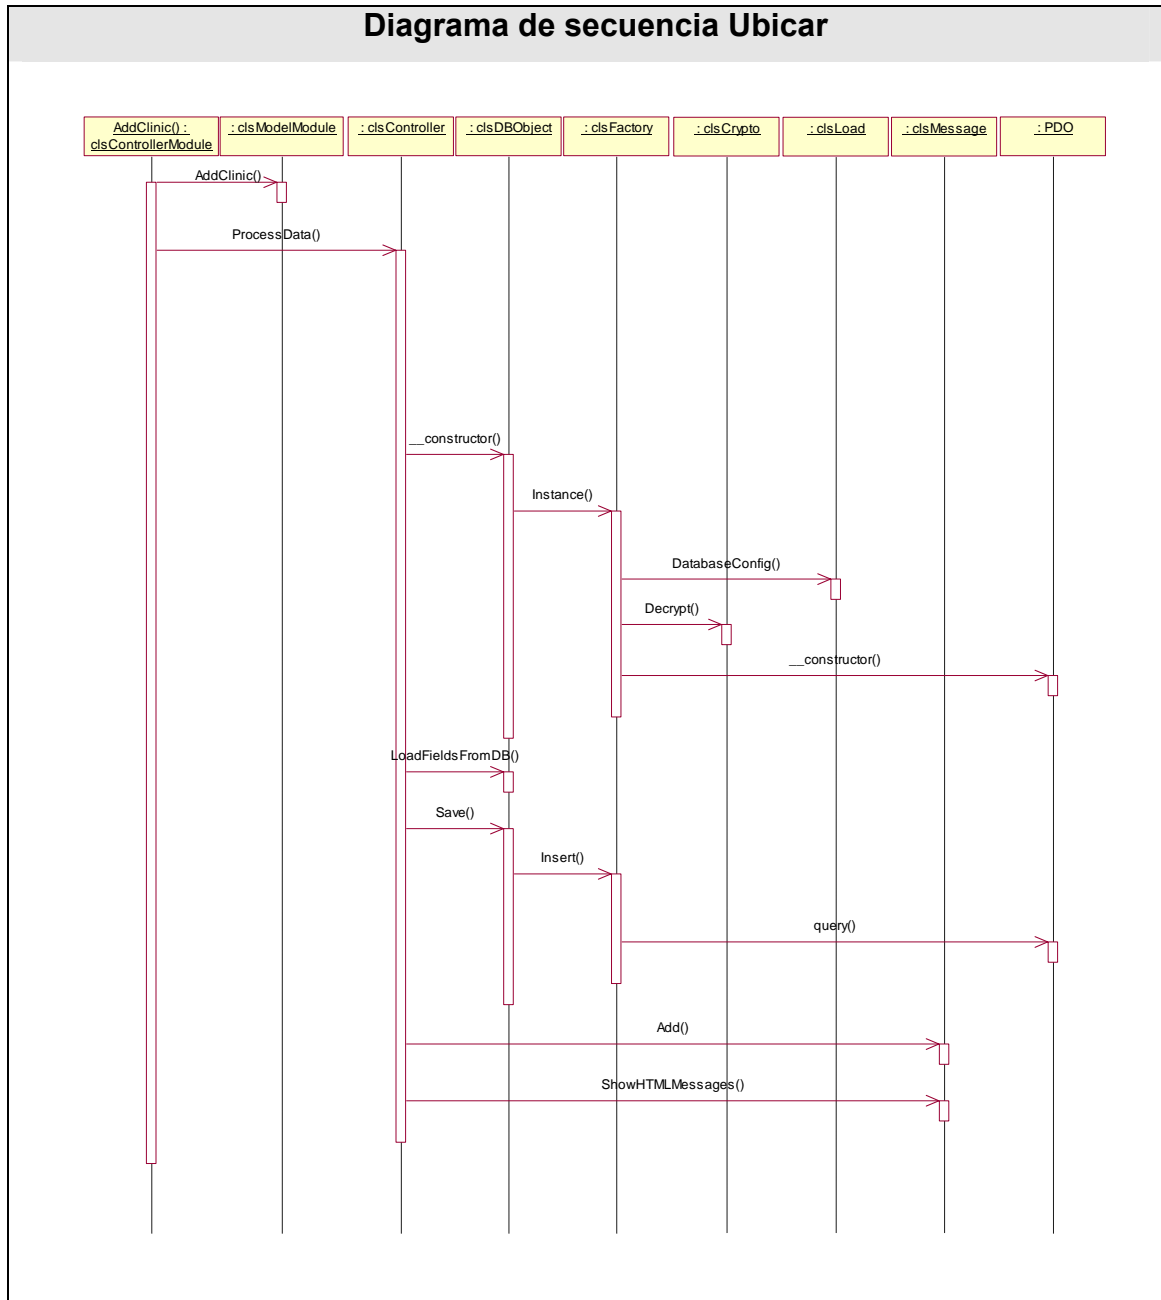 Diagrama de secuencia Ubicar
AddClinic() :
clsControllerModule
: clsModelModule
: clsController
: clsDBObject
: clsFactory
: clsCrypto
: clsLoad
: clsMessage
: PDO
AddClinic()
ProcessData()
__constructor()
Instance()
DatabaseConfig()
Decrypt()
__constructor()
LoadFieldsFromDB()
Save()
Insert()
query()
Add()
ShowHTMLMessages()